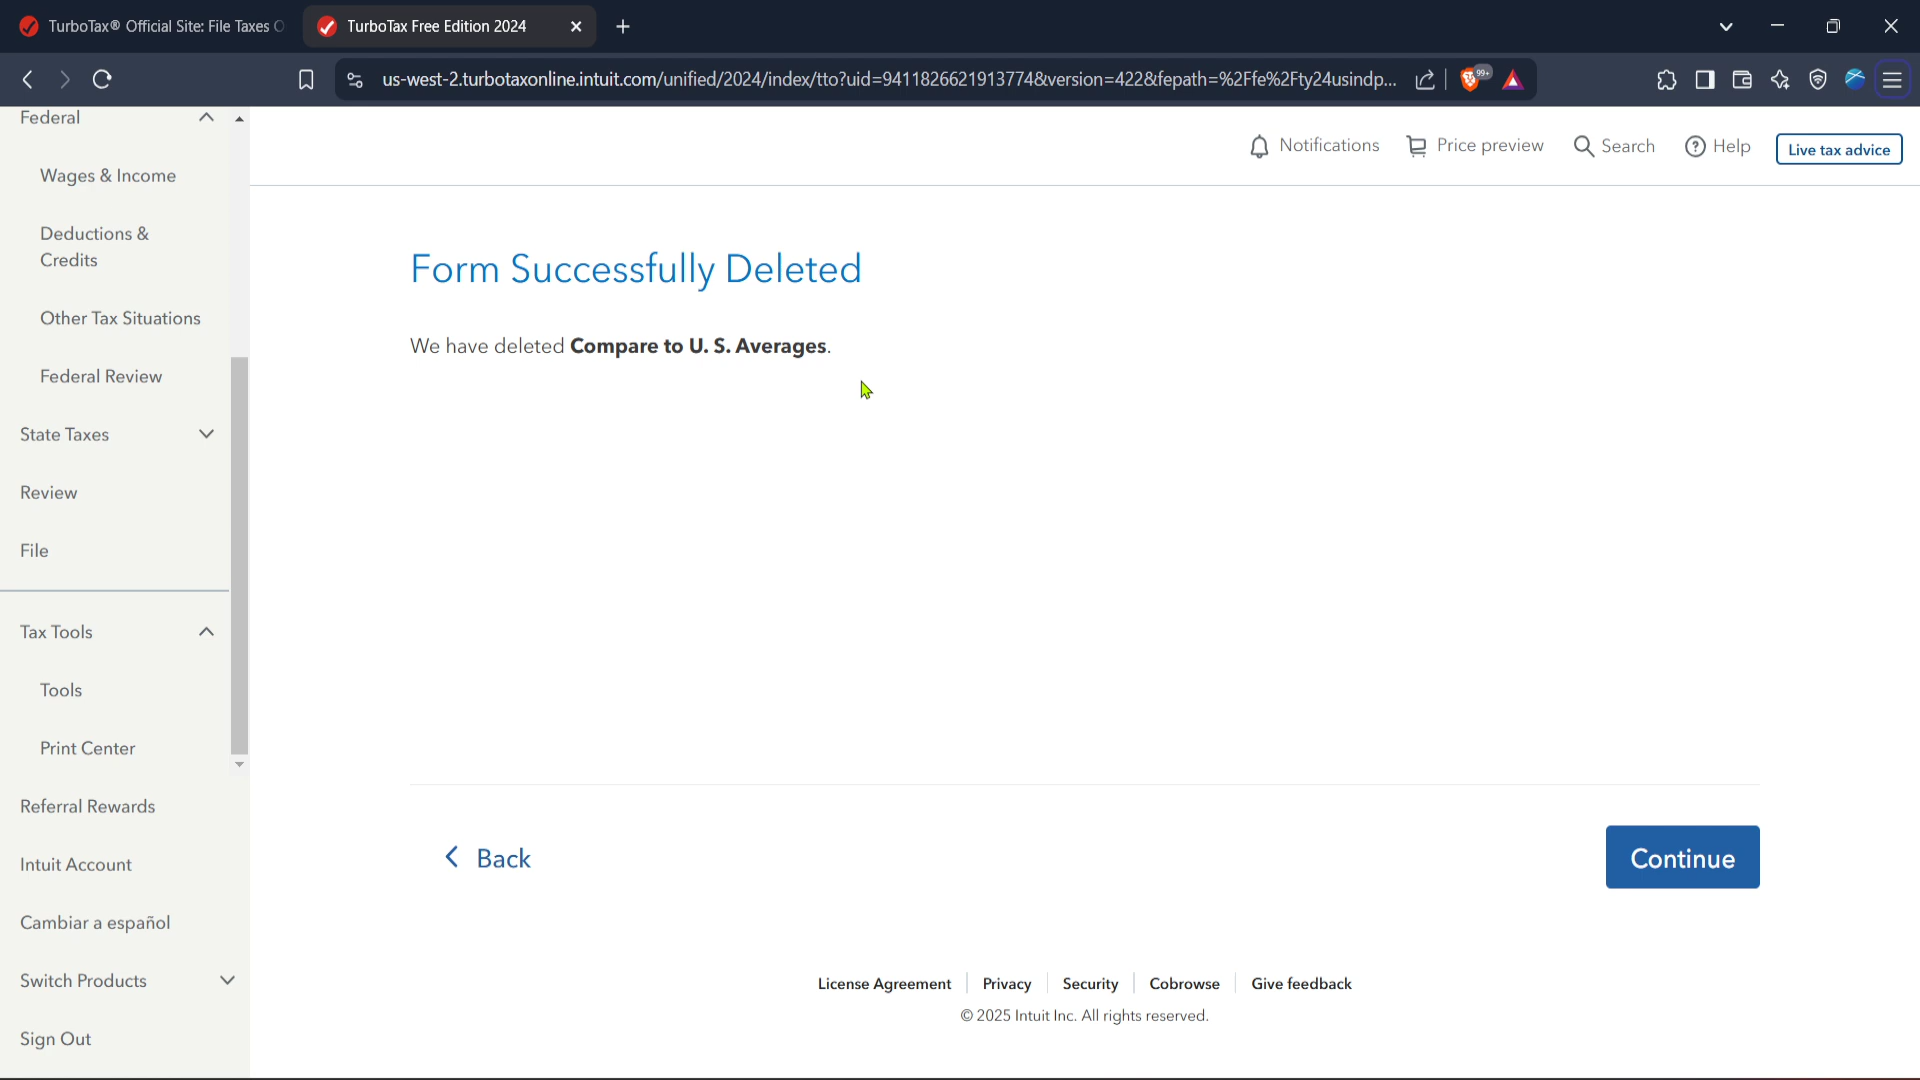 TurboTax® Official Site: File Taxes O
TurboTax Free Edition 2024
us-west-2.turbotaxonline.intuit.com/unified/2024/index/tto?uid=9411826621913774&version=422&fepath=%2Ffe%2Fty24usindp...
99+
Notifications
Price preview
Search
Help
Live tax advice
Federal
Wages & Income
Deductions &
Credits
Other Tax Situations
Federal Review
State Taxes
Review
File
Tax Tools
Tools
Print Center
Referral Rewards
Intuit Account
Cambiar a español
Switch Products
Sign Out
Form Successfully Deleted
We have deleted Compare to U. S. Averages.
Back
Continue
License Agreement
Privacy
Security
Cobrowse
Give feedback
© 2025 Intuit Inc. All rights reserved.